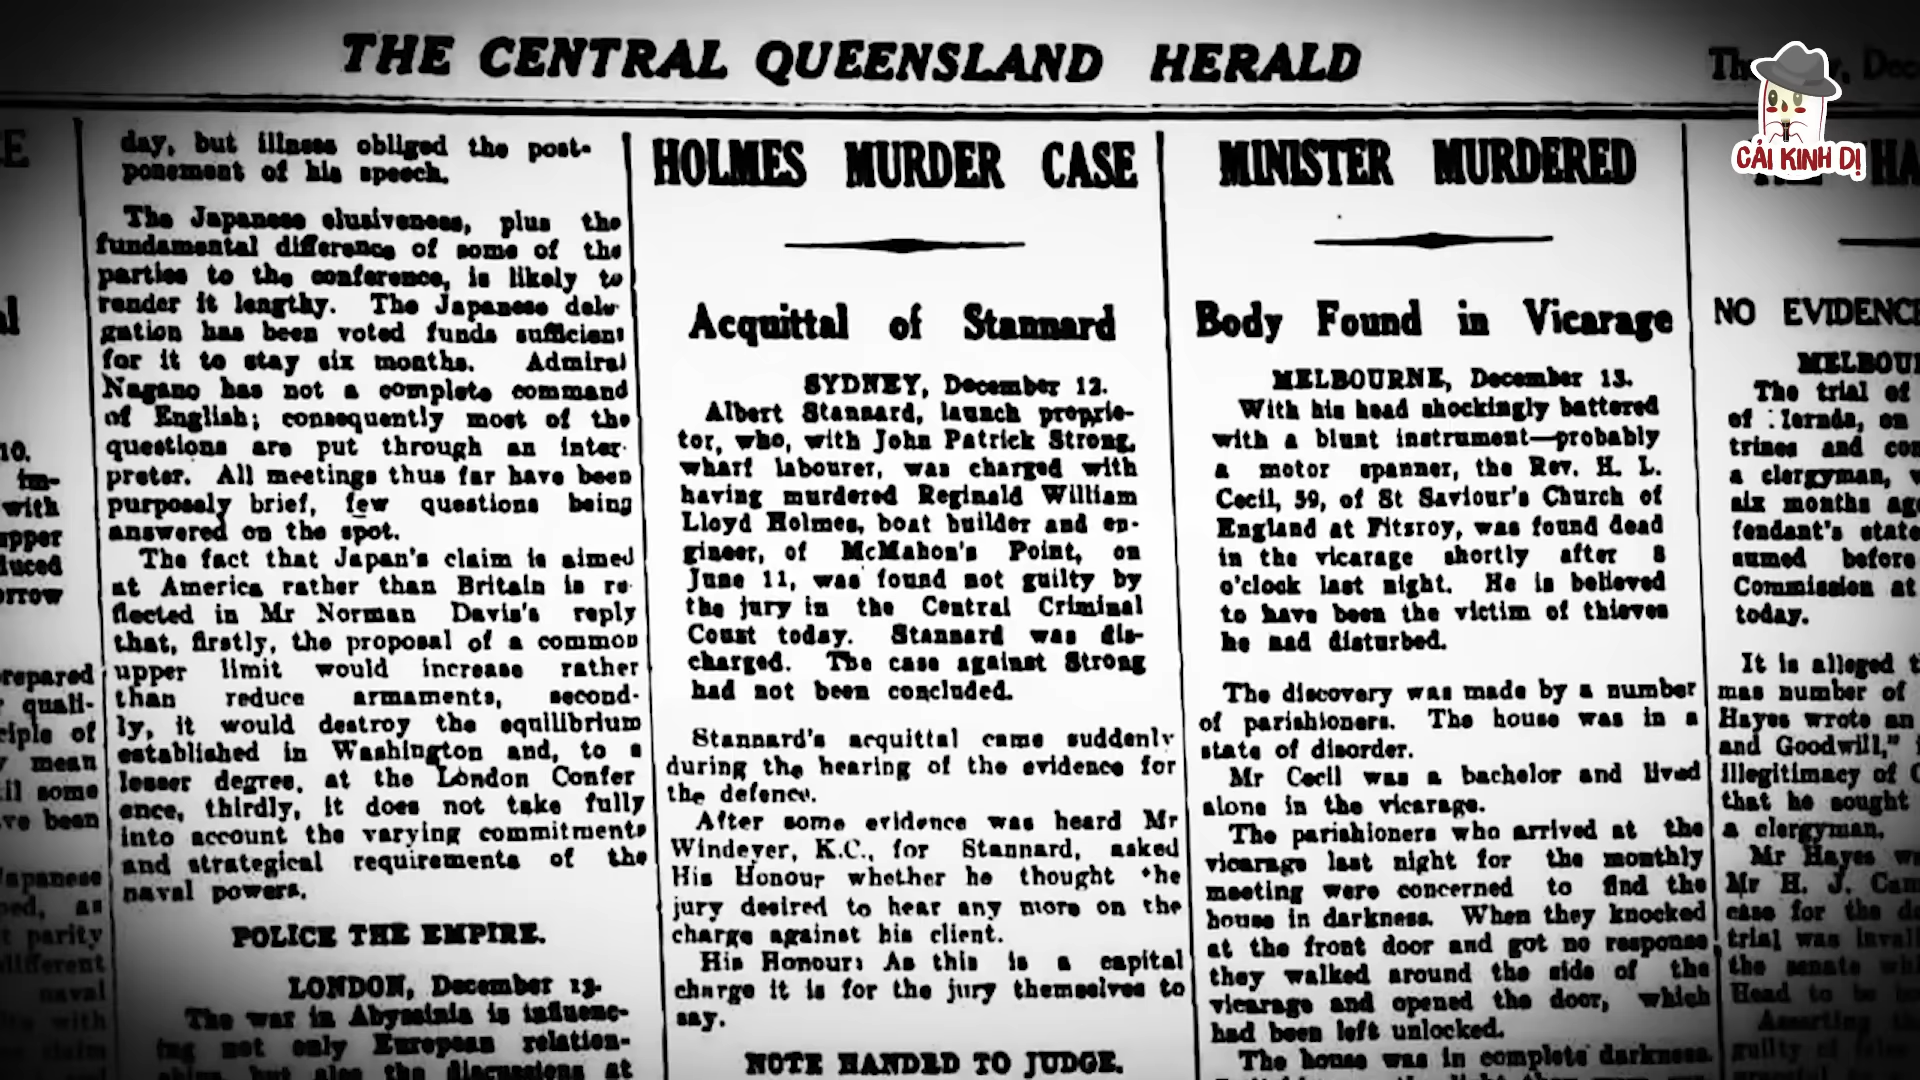 THE CENTRAL QUEENSLAND HERALD
CẢI KINH DỊ
day, but illness obliged the post-
ponement of his speech.
The Japanese elusiveness, plus the
fundamental difference of some of the
parties to the conference, is likely to
render it lengthy. The Japanese dele-
gation has been voted funds sufficient
for it to stay six months. Admiral
Nagano has not a complete command
of English; consequently most of the
questions are put through an inter-
preter. All meetings thus far have been
purposely brief, few questions being
answered on the spot.
The fact that Japan's claim is aimed
at America rather than Britain is re-
flected in Mr Norman Davis's reply
that, firstly, the proposal of a common
upper limit would increase rather
than reduce armaments, second-
ly, it would destroy the equilibrium
established in Washington and, to a
lesser degree, at the London Confer
ence, thirdly, it does not take fully
into account the varying commitments
and strategical requirements of the
naval powers.
POLICE THE EMPIRE.
LONDON, December 13.
The war in Abyssinia is influenc-
ing not only European relation-
HOLMES MURDER CASE
Acquittal of Stannard
SYDNEY, December 12.
Albert Stannard, launch proprie-
tor, who, with John Patrick Strong,
wharf labourer, was charged with
having murdered Reginald William
Lloyd Holmes, boat builder and en-
gineer, of McMahon's Point, on
June 11, was found not guilty by
the jury in the Central Criminal
Court today. Stannard was dis-
charged. The case against Strong
had not been concluded.
Stannard's acquittal came suddenly
during the hearing of the evidence for
the defence.
After some evidence was heard Mr
Windeyer, K.C., for Stannard, asked
His Honour whether he thought the
jury desired to hear any more on the
charge against his client.
His Honour: As this is a capital
charge it is for the jury themselves to
say.
NOTE HANDED TO JUDGE.
MINISTER MURDERED
Body Found in Vicarage
MELBOURNE, December 13.
With his head shockingly battered
with a blunt instrument—probably
a motor spanner, the Rev. H. L.
Cecil, 59, of St Saviour's Church of
England at Fitzroy, was found dead
in the vicarage shortly after 8
o'clock last night. He is believed
to have been the victim of thieves
he had disturbed.
The discovery was made by a number
of parishioners. The house was in a
state of disorder.
Mr Cecil was a bachelor and lived
alone in the vicarage.
The parishioners who arrived at the
vicarage last night for the monthly
meeting were concerned to find the
house in darkness. When they knocked
at the front door and got no response
they walked around the side of the
vicarage and opened the door, which
had been left unlocked.
The house was in complete darkness.
NO EVIDENC
MELBOU
The trial of
on
trines and con
a clergyman,
six months ag
fendant's state
sumed before
Commission at
today.
It is alleged t
mas number of
Hayes wrote an
and Goodwill,"
illegitimacy of
that he sought
a clergyman.
Mr Hayes w
Mr H. J. Cam
case for the de
trial was inval
the senate wh